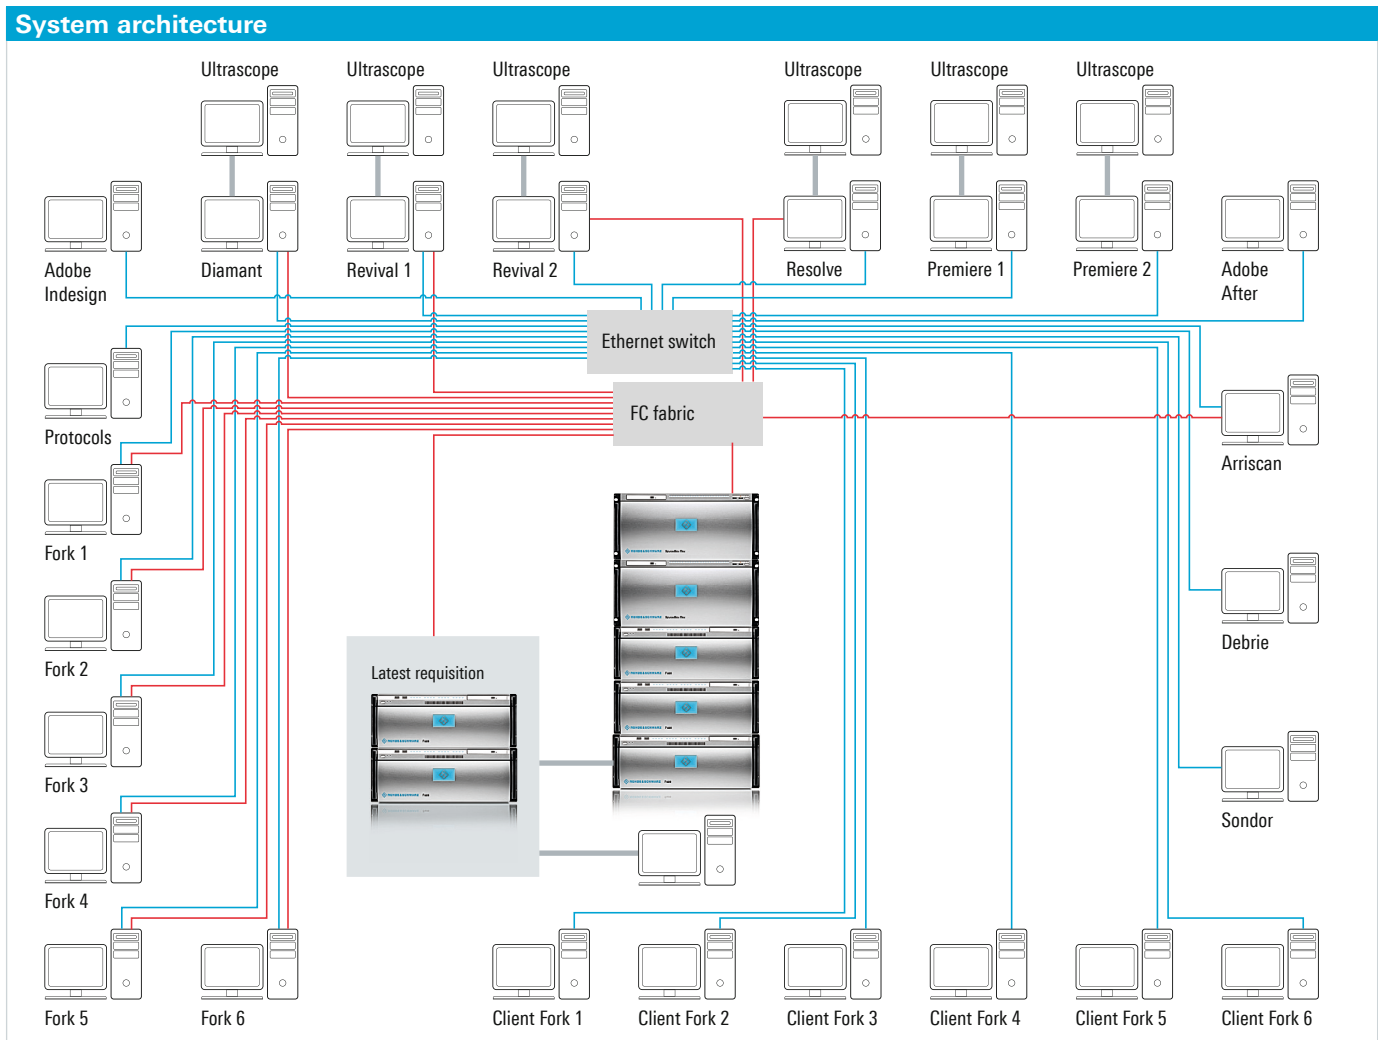 System architecture
Ultrascope
Ultrascope
Ultrascope
Ultrascope
Ultrascope
Ultrascope
Adobe
Indesign
Diamant
Revival 1
Revival 2
Resolve
Premiere 1
Premiere 2
Adobe
After
Ethernet switch
FC fabric
Protocols
Arriscan
Fork 1
Debrie
Fork 2
Latest requisition
Fork 3
Sondor
Fork 4
Fork 5
Fork 6
Client Fork 1
Client Fork 2
Client Fork 3
Client Fork 4
Client Fork 5
Client Fork 6